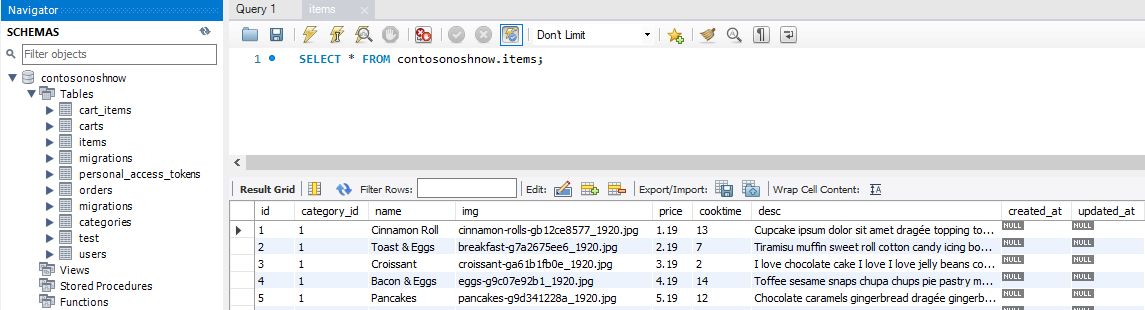 Navigator
SCHEMAS
Filter objects
contosonoshnow
Tables
cart_items
carts
items
migrations
personal_access_tokens
orders
migrations
categories
test
users
Views
Stored Procedures
Functions
Query 1 items
Don't Limit
1 SELECT * FROM contosonoshnow.items;
Result Grid Filter Rows: Edit: Export/Import: Wrap Cell Content:
id category_id name img price cooktime desc created_at updated_at
1 1 Cinnamon Roll cinnamon-rolls-gb12ce8577_1920.jpg 1.19 13 Cupcake ipsum dolor sit amet dragée topping to... NULL NULL
2 1 Toast & Eggs breakfast-g7a2675ee6_1920.jpg 2.19 7 Tiramisu muffin sweet roll cotton candy icing bo... NULL NULL
3 1 Croissant croissant-ga61b1fb0e_1920.jpg 3.19 2 I love chocolate cake I love I love jelly beans co... NULL NULL
4 1 Bacon & Eggs eggs-g9c07e92b1_1920.jpg 4.19 14 Toffee sesame snaps chupa chups pie pastry m... NULL NULL
5 1 Pancakes pancakes-g9d341228a_1920.jpg 5.19 12 Chocolate caramels gingerbread dragée gingerb... NULL NULL